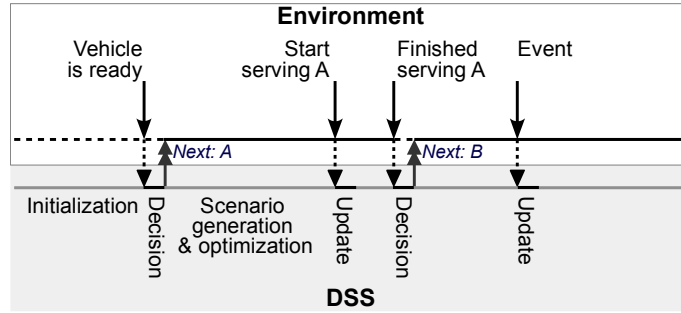 Environment
Vehicle
is ready
Start
serving A
Finished
serving A
Event
Next: A
Next: B
Initialization
Decision
Scenario
generation
& optimization
Update
Decision
Update
DSS